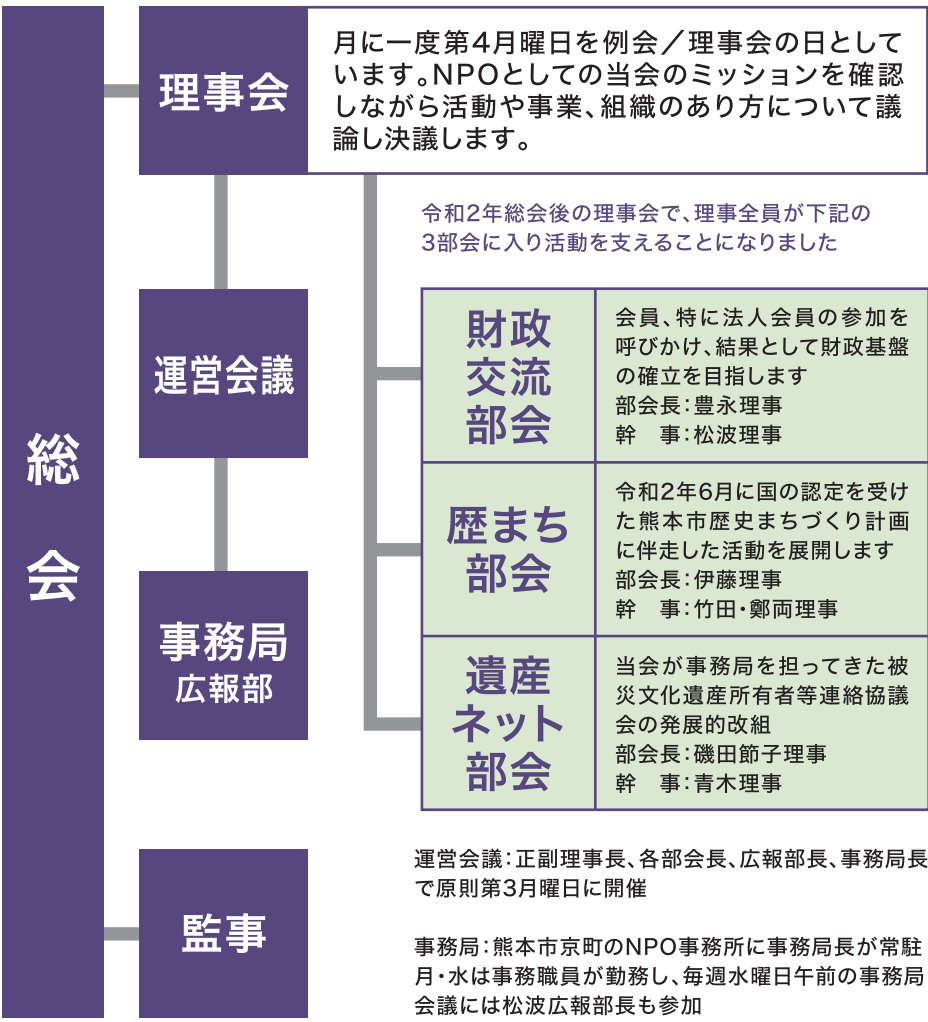 総会
理事会
月に一度第4月曜日を例会／理事会の日として
います。NPOとしての当会のミッションを確認
しながら活動や事業、組織のあり方について議
論し決議します。
令和2年総会後の理事会で、理事全員が下記の
3部会に入り活動を支えることになりました
運営会議
事務局
広報部
財政
交流
部会
会員、特に法人会員の参加を
呼びかけ、結果として財政基盤
の確立を目指します
部会長：豊永理事
幹　事：松波理事
歴まち
部会
令和2年6月に国の認定を受け
た熊本市歴史まちづくり計画
に伴走した活動を展開します
部会長：伊藤理事
幹　事：竹田・鄭両理事
遺産
ネット
部会
当会が事務局を担ってきた被
災文化遺産所有者等連絡協議
会の発展的改組
部会長：磯田節子理事
幹　事：青木理事
監事
運営会議：正副理事長、各部会長、広報部長、事務局長
で原則第3月曜日に開催
事務局：熊本市京町のNPO事務所に事務局長が常駐
月・水は事務職員が勤務し、毎週水曜日午前の事務局
会議には松波広報部長も参加